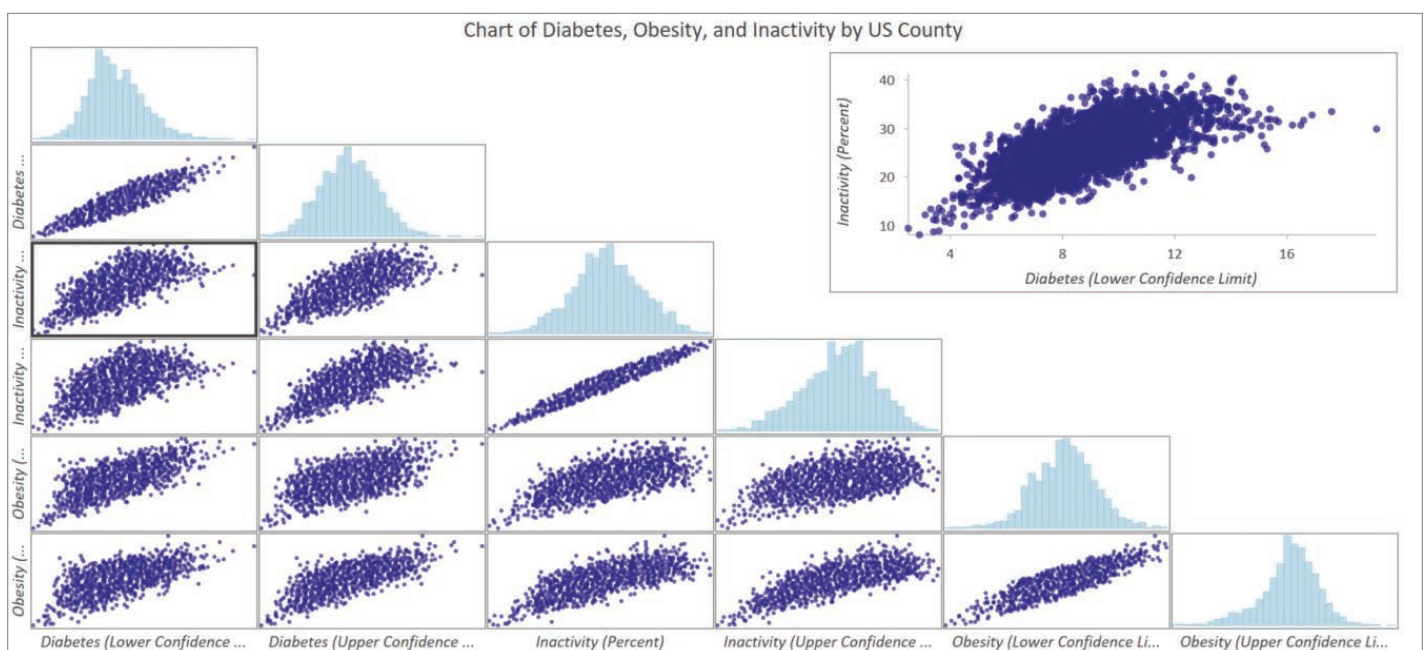 Chart of Diabetes, Obesity, and Inactivity by US County
Diabetes ...
Inactivity ...
Inactivity ...
Obesity (...
Obesity (...
Diabetes (Lower Confidence ...
Diabetes (Upper Confidence ...
Inactivity (Percent)
Inactivity (Upper Confidence ...
Obesity (Lower Confidence Li...
Obesity (Upper Confidence Li...
Inactivity (Percent)
40
30
20
10
4 8 12 16
Diabetes (Lower Confidence Limit)